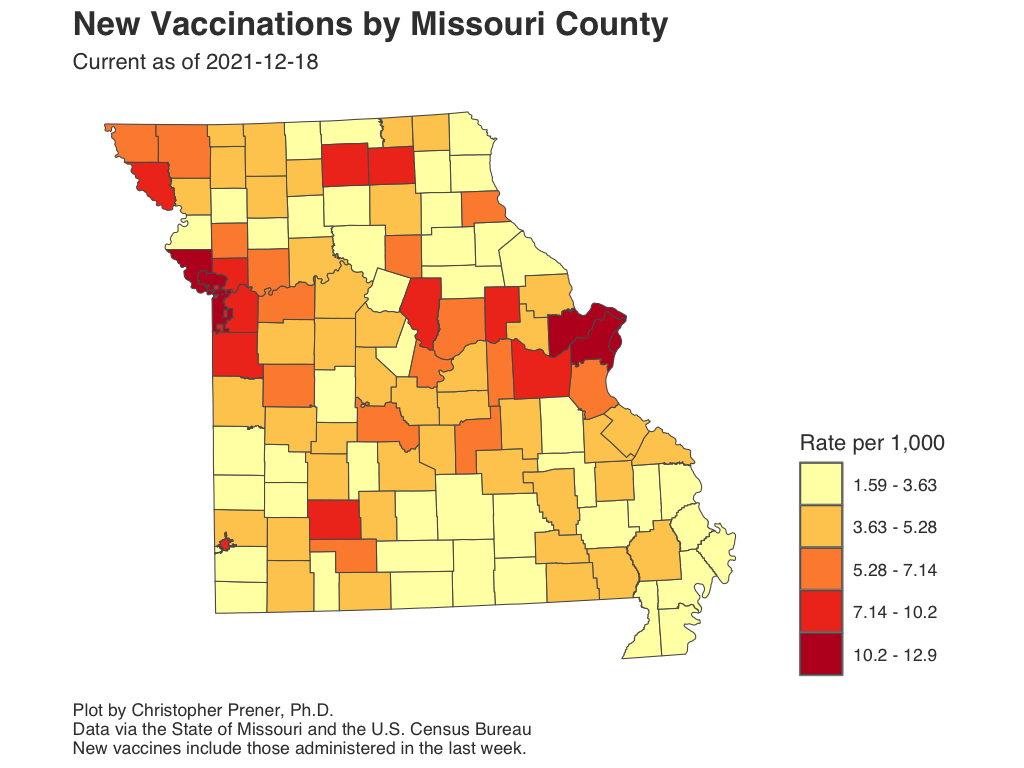 New Vaccinations by Missouri County
Current as of 2021-12-18
Rate per 1,000
1.59 - 3.63
3.63 - 5.28
5.28 - 7.14
7.14 - 10.2
10.2 - 12.9
Plot by Christopher Prener, Ph.D.
Data via the State of Missouri and the U.S. Census Bureau
New vaccines include those administered in the last week.